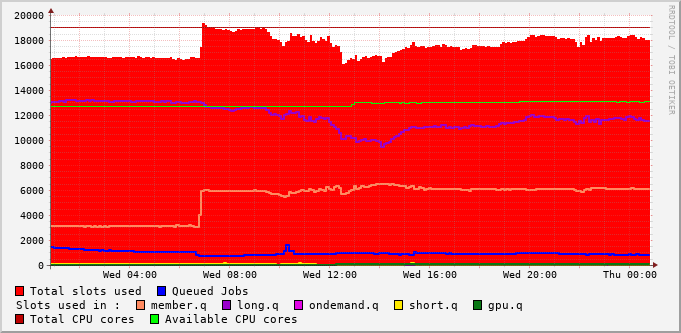 20000
18000
16000
14000
12000
10000
8000
6000
4000
2000
0
Wed 04:00 Wed 08:00 Wed 12:00 Wed 16:00 Wed 20:00 Thu 00:00
Total slots used Queued Jobs
Slots used in : member.q long.q ondemand.q short.q gpu.q
Total CPU cores Available CPU cores
RRDTOOL / TOBI OETIKER